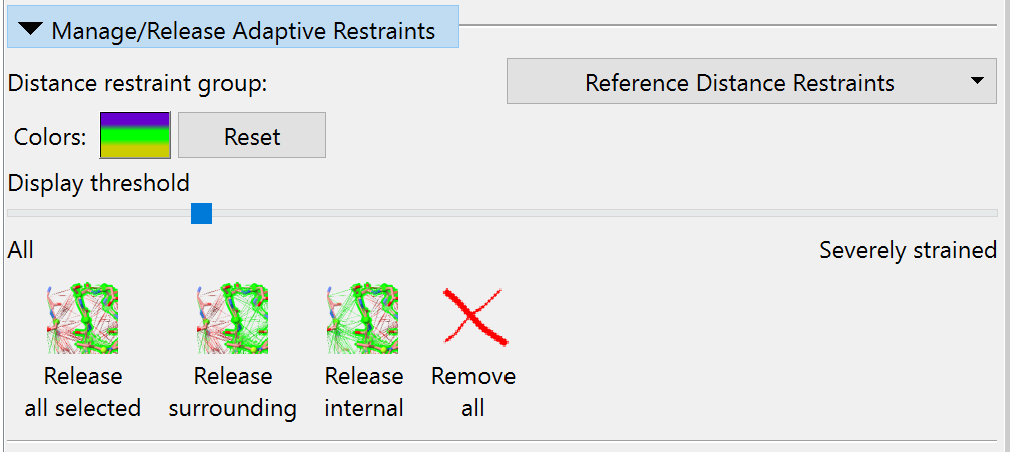 Manage/Release Adaptive Restraints
Distance restraint group:
Reference Distance Restraints
Colors:
Reset
Display threshold
All
Severely strained
Release
all selected
Release
surrounding
Release
internal
Remove
all